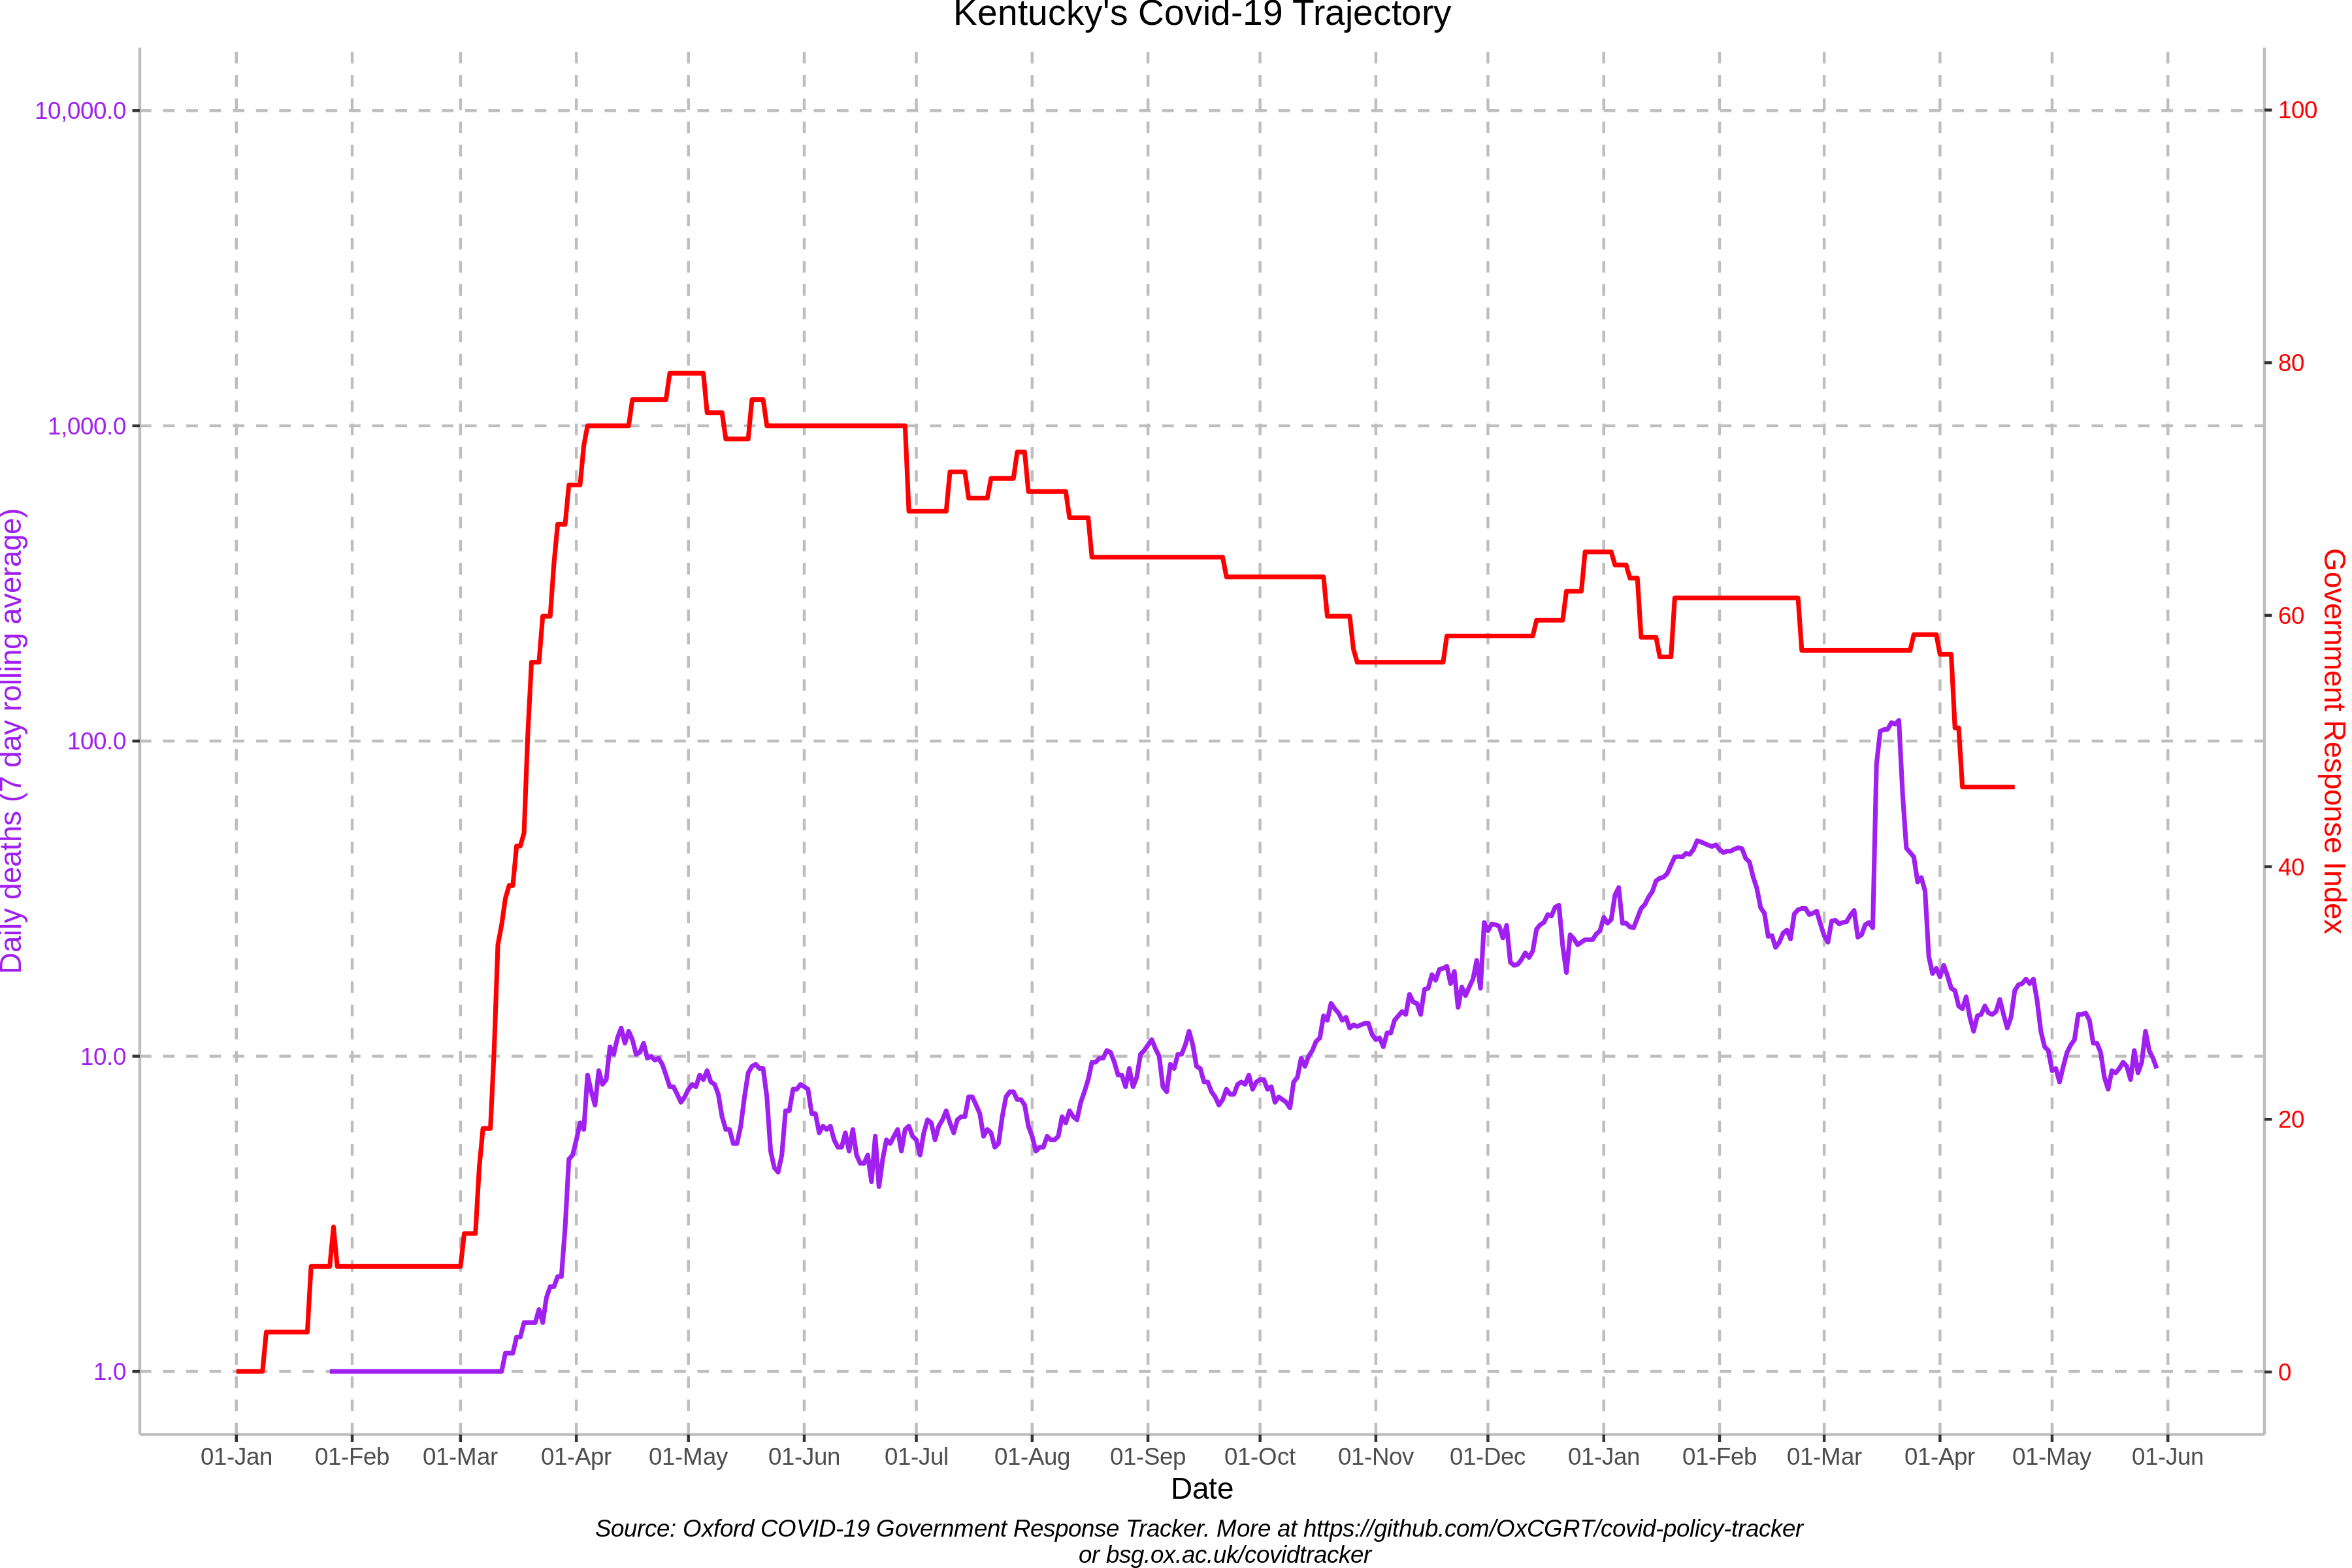 Kentucky's Covid-19 Trajectory
10,000.0
1,000.0
100.0
10.0
1.0
Daily deaths (7 day rolling average)
100
80
60
40
20
0
Government Response Index
01-Jan 01-Feb 01-Mar 01-Apr 01-May 01-Jun 01-Jul 01-Aug 01-Sep 01-Oct 01-Nov 01-Dec 01-Jan 01-Feb 01-Mar 01-Apr 01-May 01-Jun
Date
Source: Oxford COVID-19 Government Response Tracker. More at https://github.com/OxCGRT/covid-policy-tracker
or bsg.ox.ac.uk/covidtracker